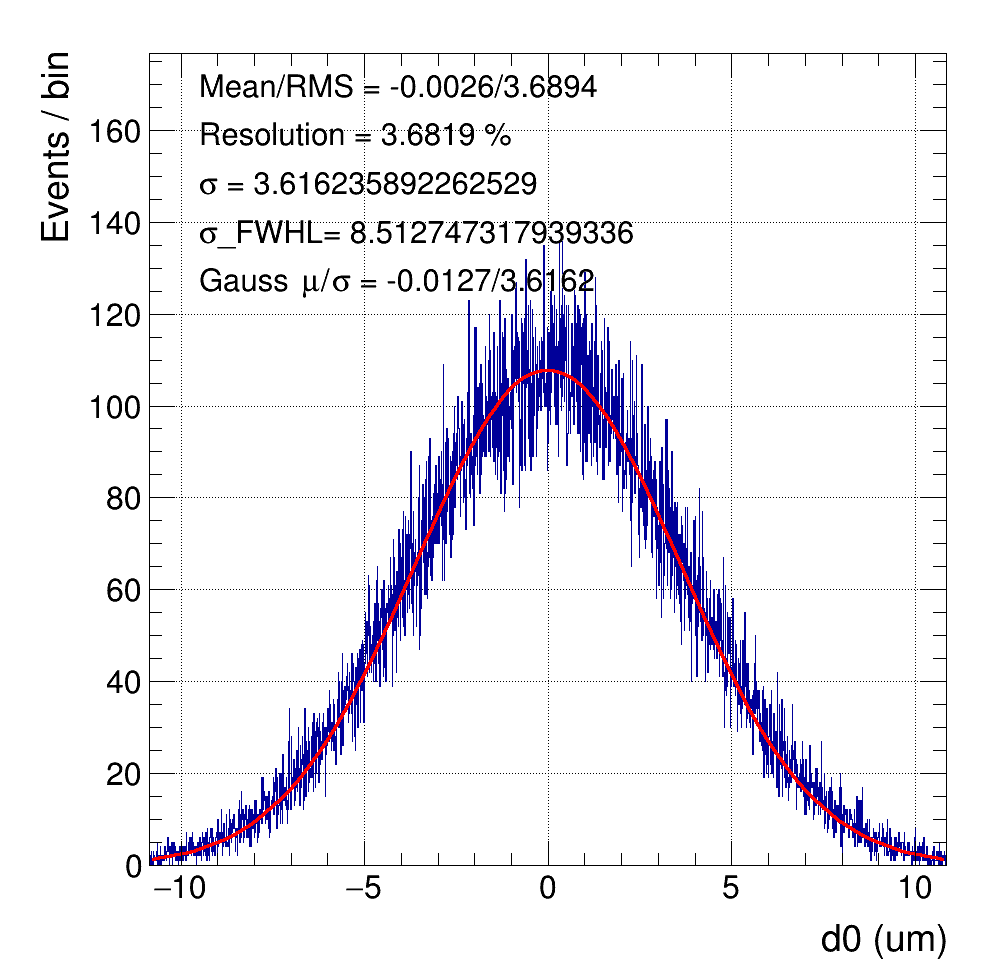 Events / bin
Mean/RMS = -0.0026/3.6894
Resolution = 3.6819 %
σ = 3.616235892262529
σ_FWHL= 8.512747317939336
Gauss μ/σ = -0.0127/3.6162
160
140
120
100
80
60
40
20
0
−10 −5 0 5 10
d0 (um)